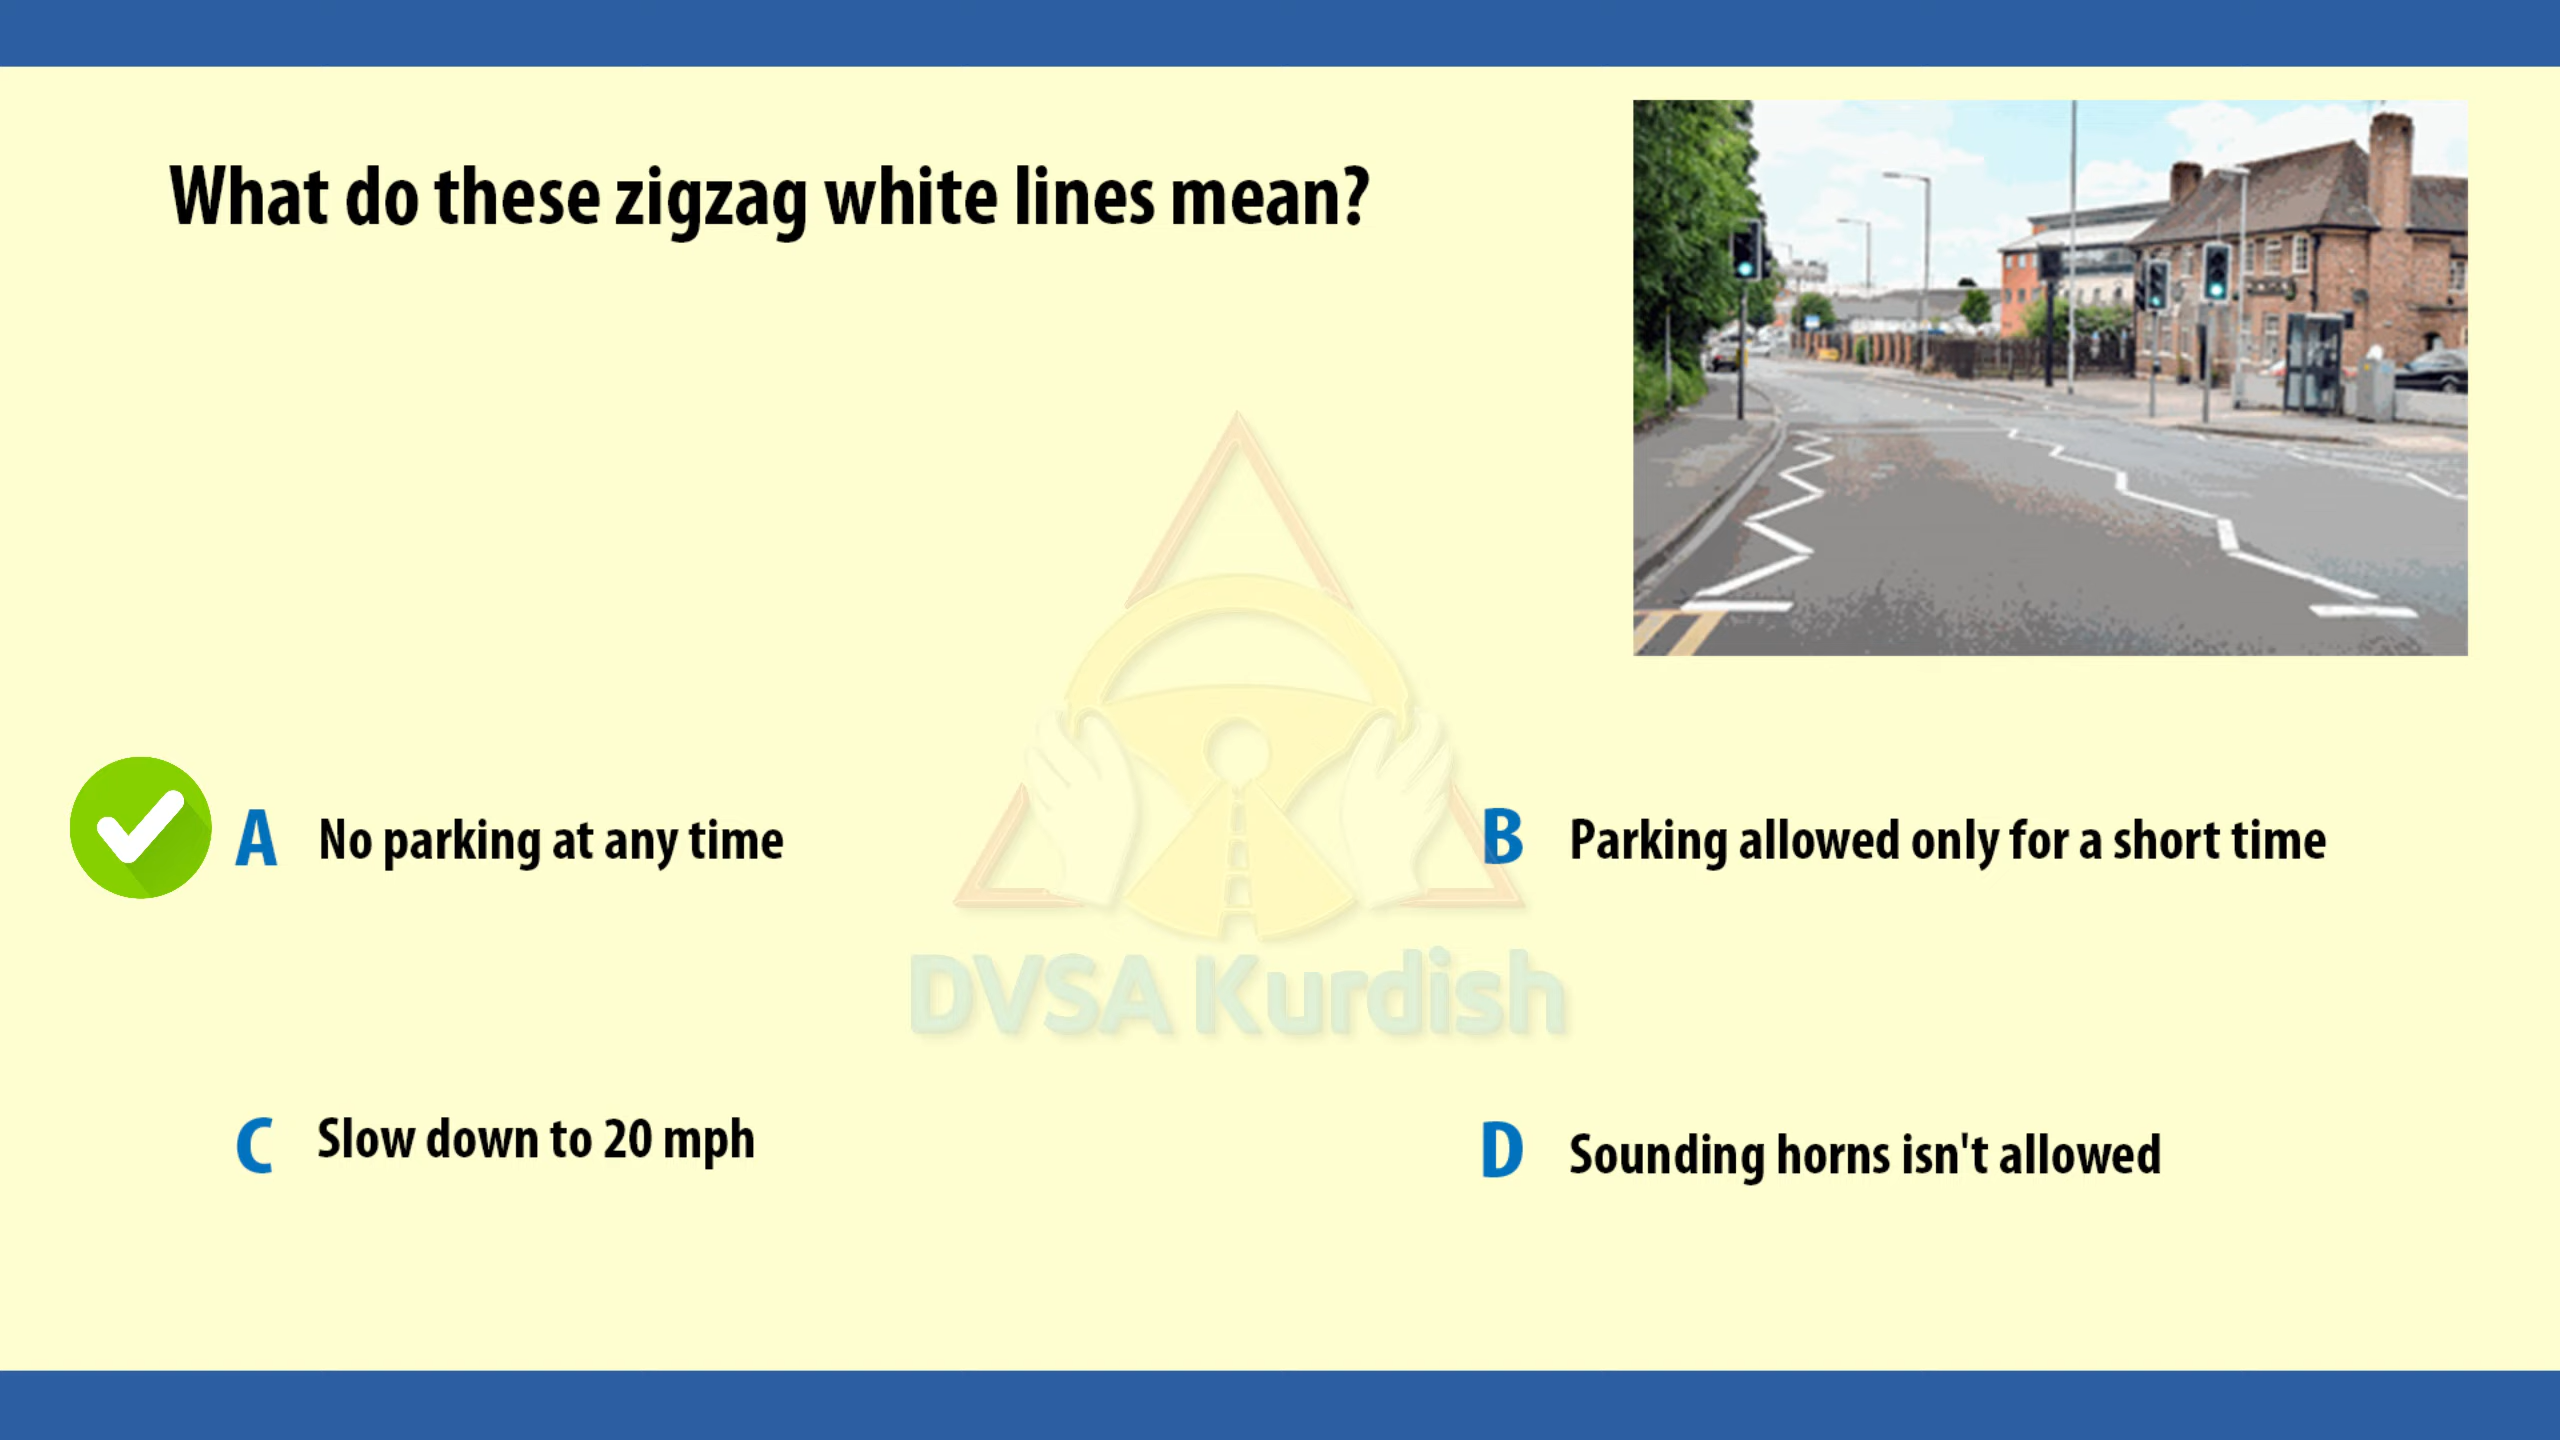 What do these zigzag white lines mean?
A No parking at any time
B Parking allowed only for a short time
DVSA Kurdish
C Slow down to 20 mph
D Sounding horns isn't allowed